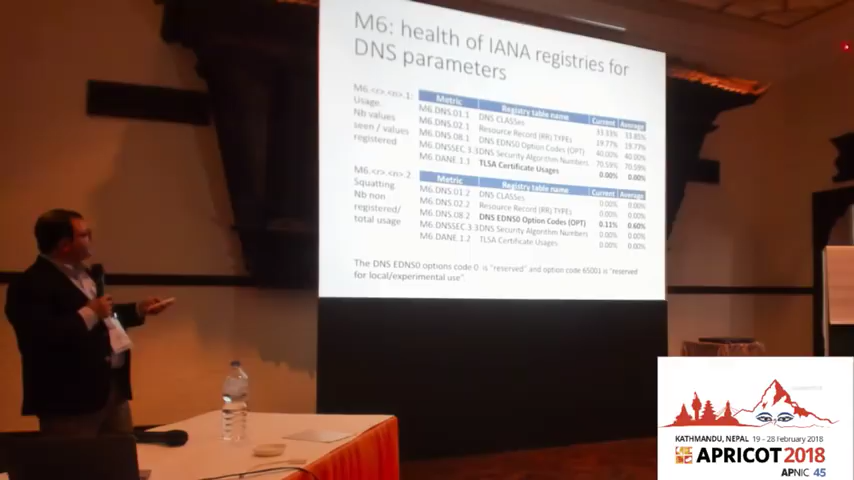 M6: health of IANA registries for
DNS parameters
M6.<c>.<n>.1:
Usage.
Nb values
seen / values
registered
Metric Registry table name Current Average
M6.DNS.01.1 DNS CLASSes 33.33% 33.85%
M6.DNS.02.1 Resource Record (RR) TYPEs 19.77% 19.77%
M6.DNS.08.1 DNS EDNS0 Option Codes (OPT) 40.00% 40.00%
M6.DNSSEC.3.1 DNS Security Algorithm Numbers 70.59% 70.59%
M6.DANE.1.1 TLSA Certificate Usages 0.00% 0.00%
M6.<c>.<n>.2
Squatting
Nb non
registered/
total usage
Metric Registry table name Current Average
M6.DNS.01.2 DNS CLASSes 0.00% 0.00%
M6.DNS.02.2 Resource Record (RR) TYPEs 0.00% 0.00%
M6.DNS.08.2 DNS EDNS0 Option Codes (OPT) 0.11% 0.60%
DNS Security Algorithm Numbers 0.00% 0.00%
M6.DANE.1.2 TLSA Certificate Usages 0.00% 0.00%
The DNS EDNS0 options code 0 is "reserved" and option code 65001 is "reserved
for local/experimental use"
KATHMANDU, NEPAL 19 - 28 February 2018
APRICOT 2018
APNIC 45